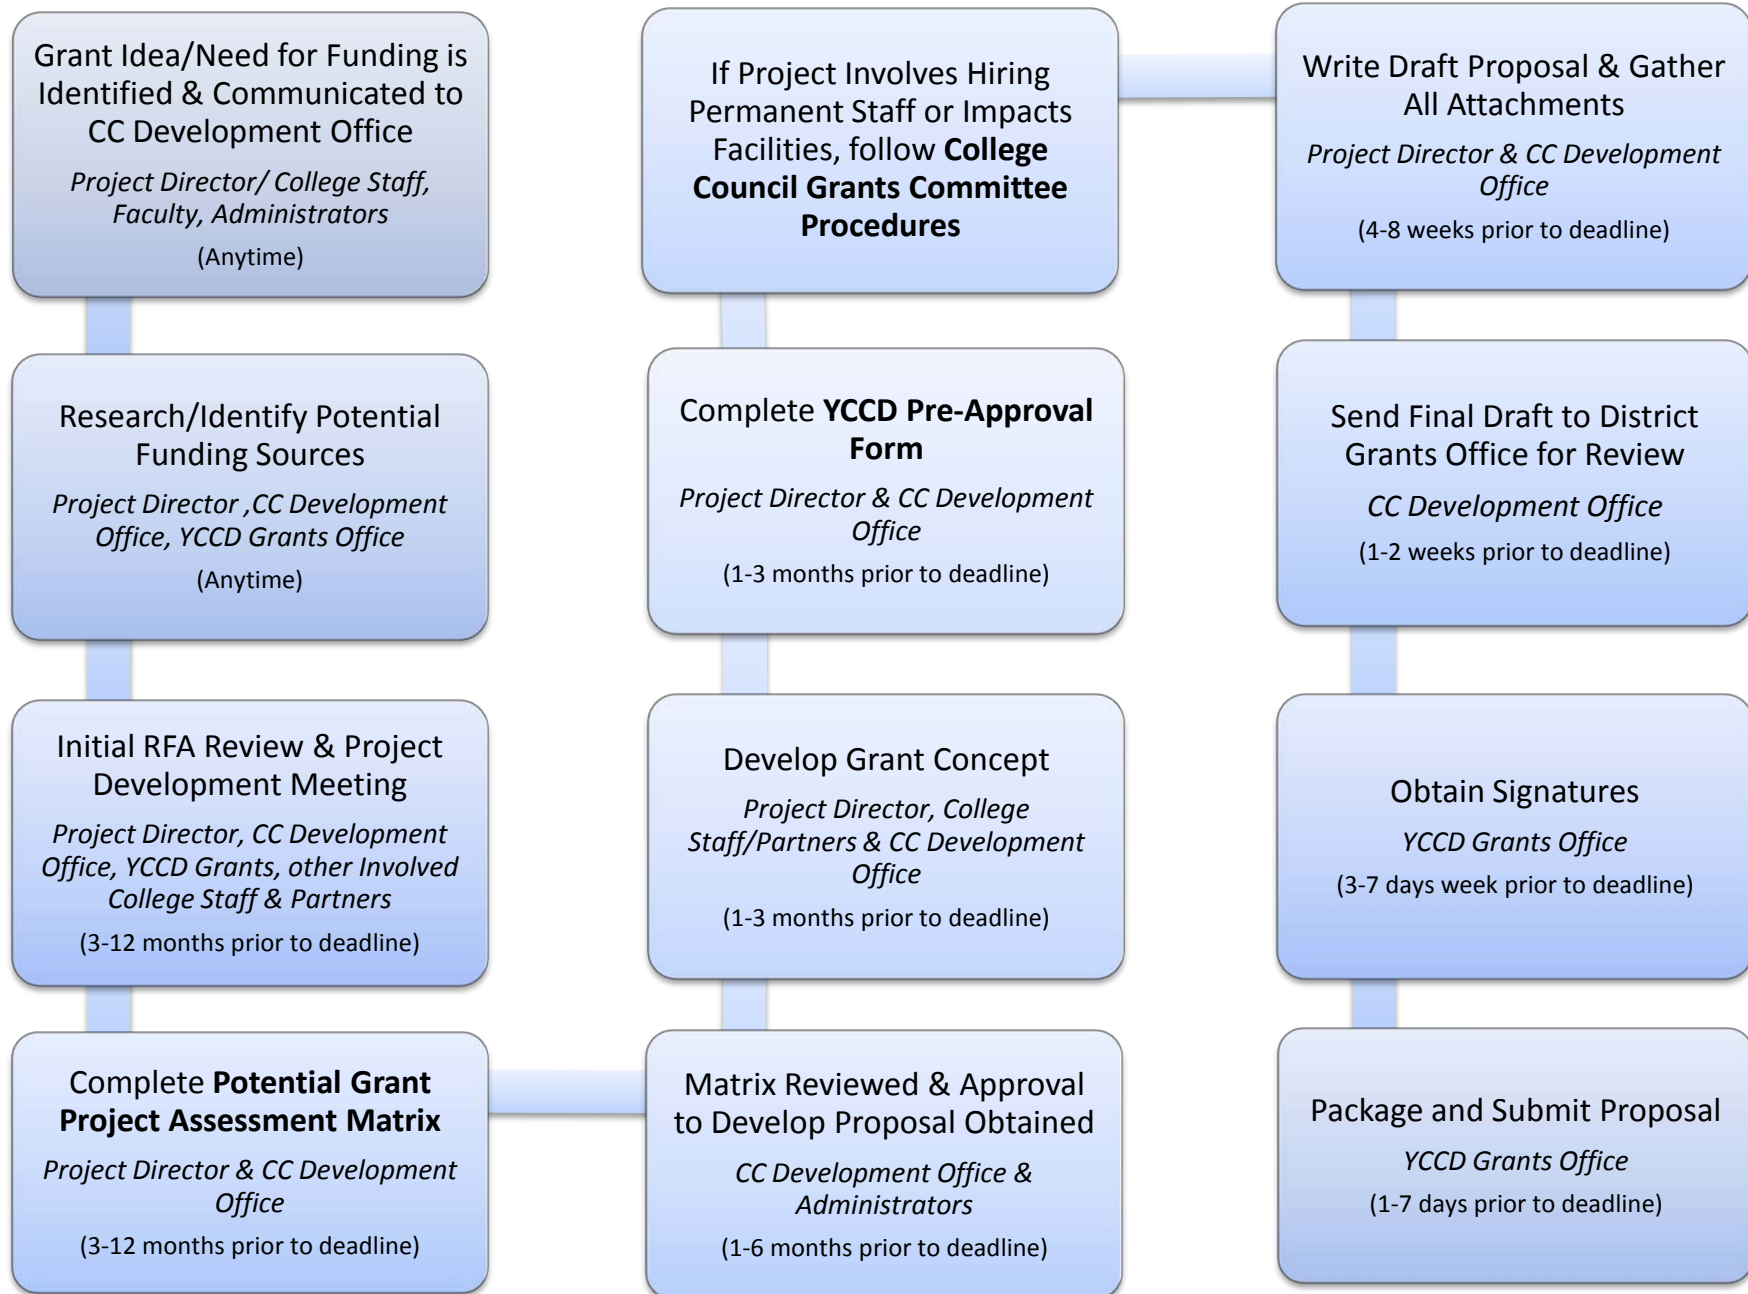 Grant Idea/Need for Funding is
Identified & Communicated to
CC Development Office
Project Director/ College Staff,
Faculty, Administrators
(Anytime)
Research/Identify Potential
Funding Sources
Project Director ,CC Development
Office, YCCD Grants Office
(Anytime)
Initial RFA Review & Project
Development Meeting
Project Director, CC Development
Office, YCCD Grants, other Involved
College Staff & Partners
(3-12 months prior to deadline)
Complete Potential Grant
Project Assessment Matrix
Project Director & CC Development
Office
(3-12 months prior to deadline)
Matrix Reviewed & Approval
to Develop Proposal Obtained
CC Development Office &
Administrators
(1-6 months prior to deadline)
Develop Grant Concept
Project Director, College
Staff/Partners & CC Development
Office
(1-3 months prior to deadline)
Complete YCCD Pre-Approval
Form
Project Director & CC Development
Office
(1-3 months prior to deadline)
If Project Involves Hiring
Permanent Staff or Impacts
Facilities, follow College
Council Grants Committee
Procedures
Write Draft Proposal & Gather
All Attachments
Project Director & CC Development
Office
(4-8 weeks prior to deadline)
Send Final Draft to District
Grants Office for Review
CC Development Office
(1-2 weeks prior to deadline)
Obtain Signatures
YCCD Grants Office
(3-7 days week prior to deadline)
Package and Submit Proposal
YCCD Grants Office
(1-7 days prior to deadline)